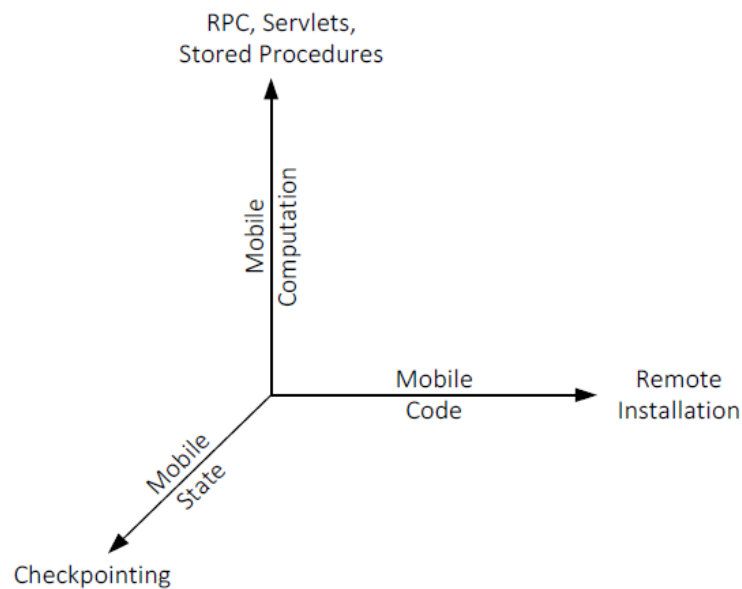 RPC, Servlets,
Stored Procedures
Mobile
Computation
Mobile
Code
Remote
Installation
Mobile
State
Checkpointing